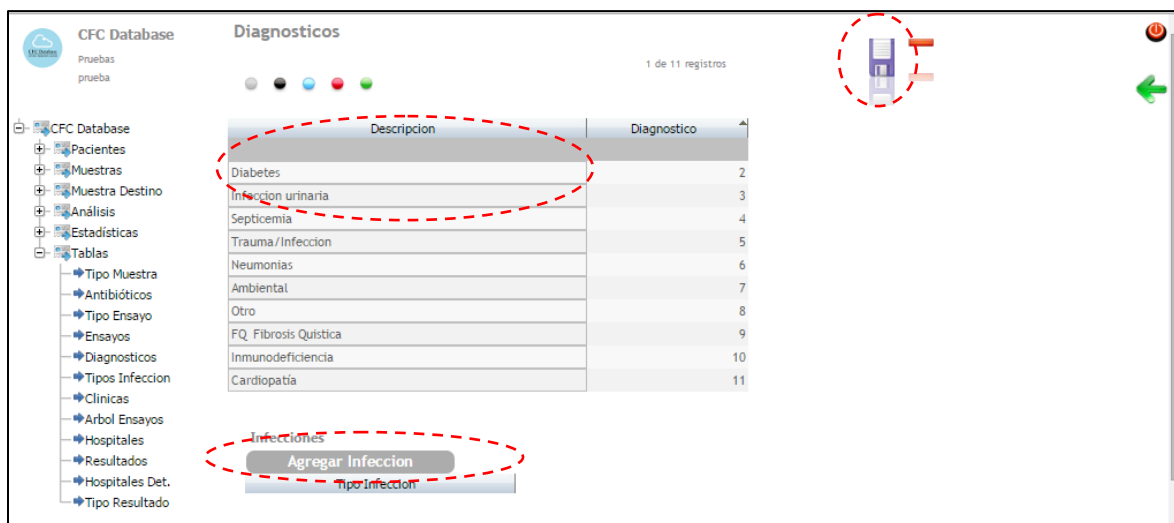 CFC Database
Pruebas
prueba
Diagnosticos
1 de 11 registros
CFC Database
Pacientes
Muestras
Muestra Destino
Análisis
Estadísticas
Tablas
Tipo Muestra
Antibióticos
Tipo Ensayo
Ensayos
Diagnosticos
Tipos Infeccion
Clinicas
Arbol Ensayos
Hospitales
Resultados
Hospitales Det.
Tipo Resultado
Descripcion Diagnostico
Diabetes 2
Infeccion urinaria 3
Septicemia 4
Trauma/Infeccion 5
Neumonias 6
Ambiental 7
Otro 8
FQ Fibrosis Quistica 9
Inmunodeficiencia 10
Cardiopatía 11
Infecciones
Agregar Infeccion
Tipo Infeccion